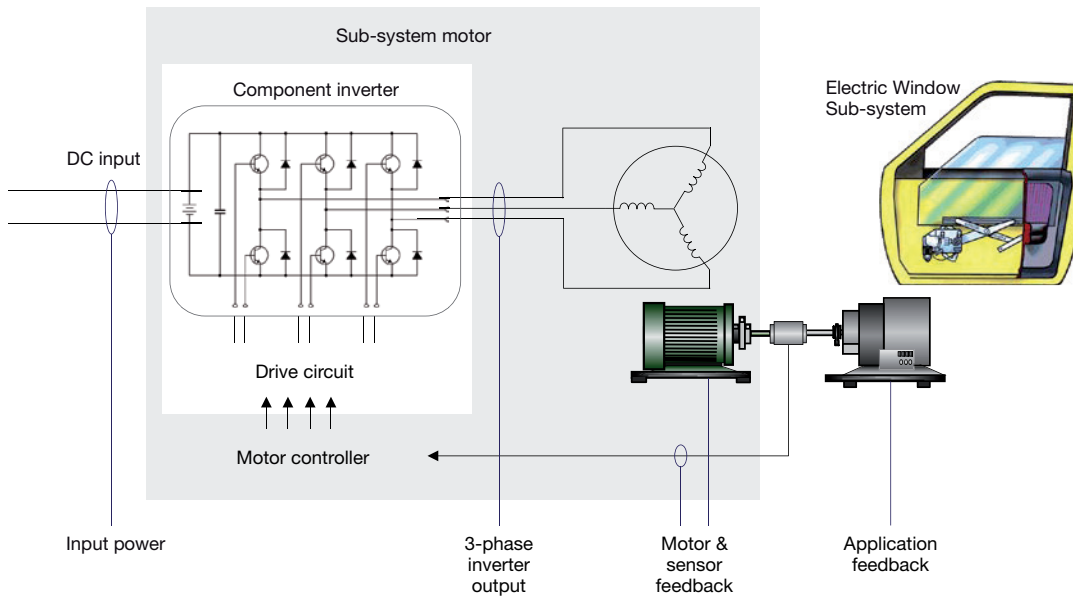 Sub-system motor
Component inverter
Electric Window
Sub-system
DC input
Drive circuit
Motor controller
Input power
3-phase
inverter
output
Motor &
sensor
feedback
Application
feedback